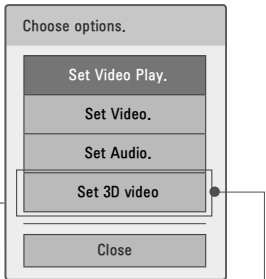 Choose options.
Set Video Play.
Set Video.
Set Audio.
Set 3D video
Close